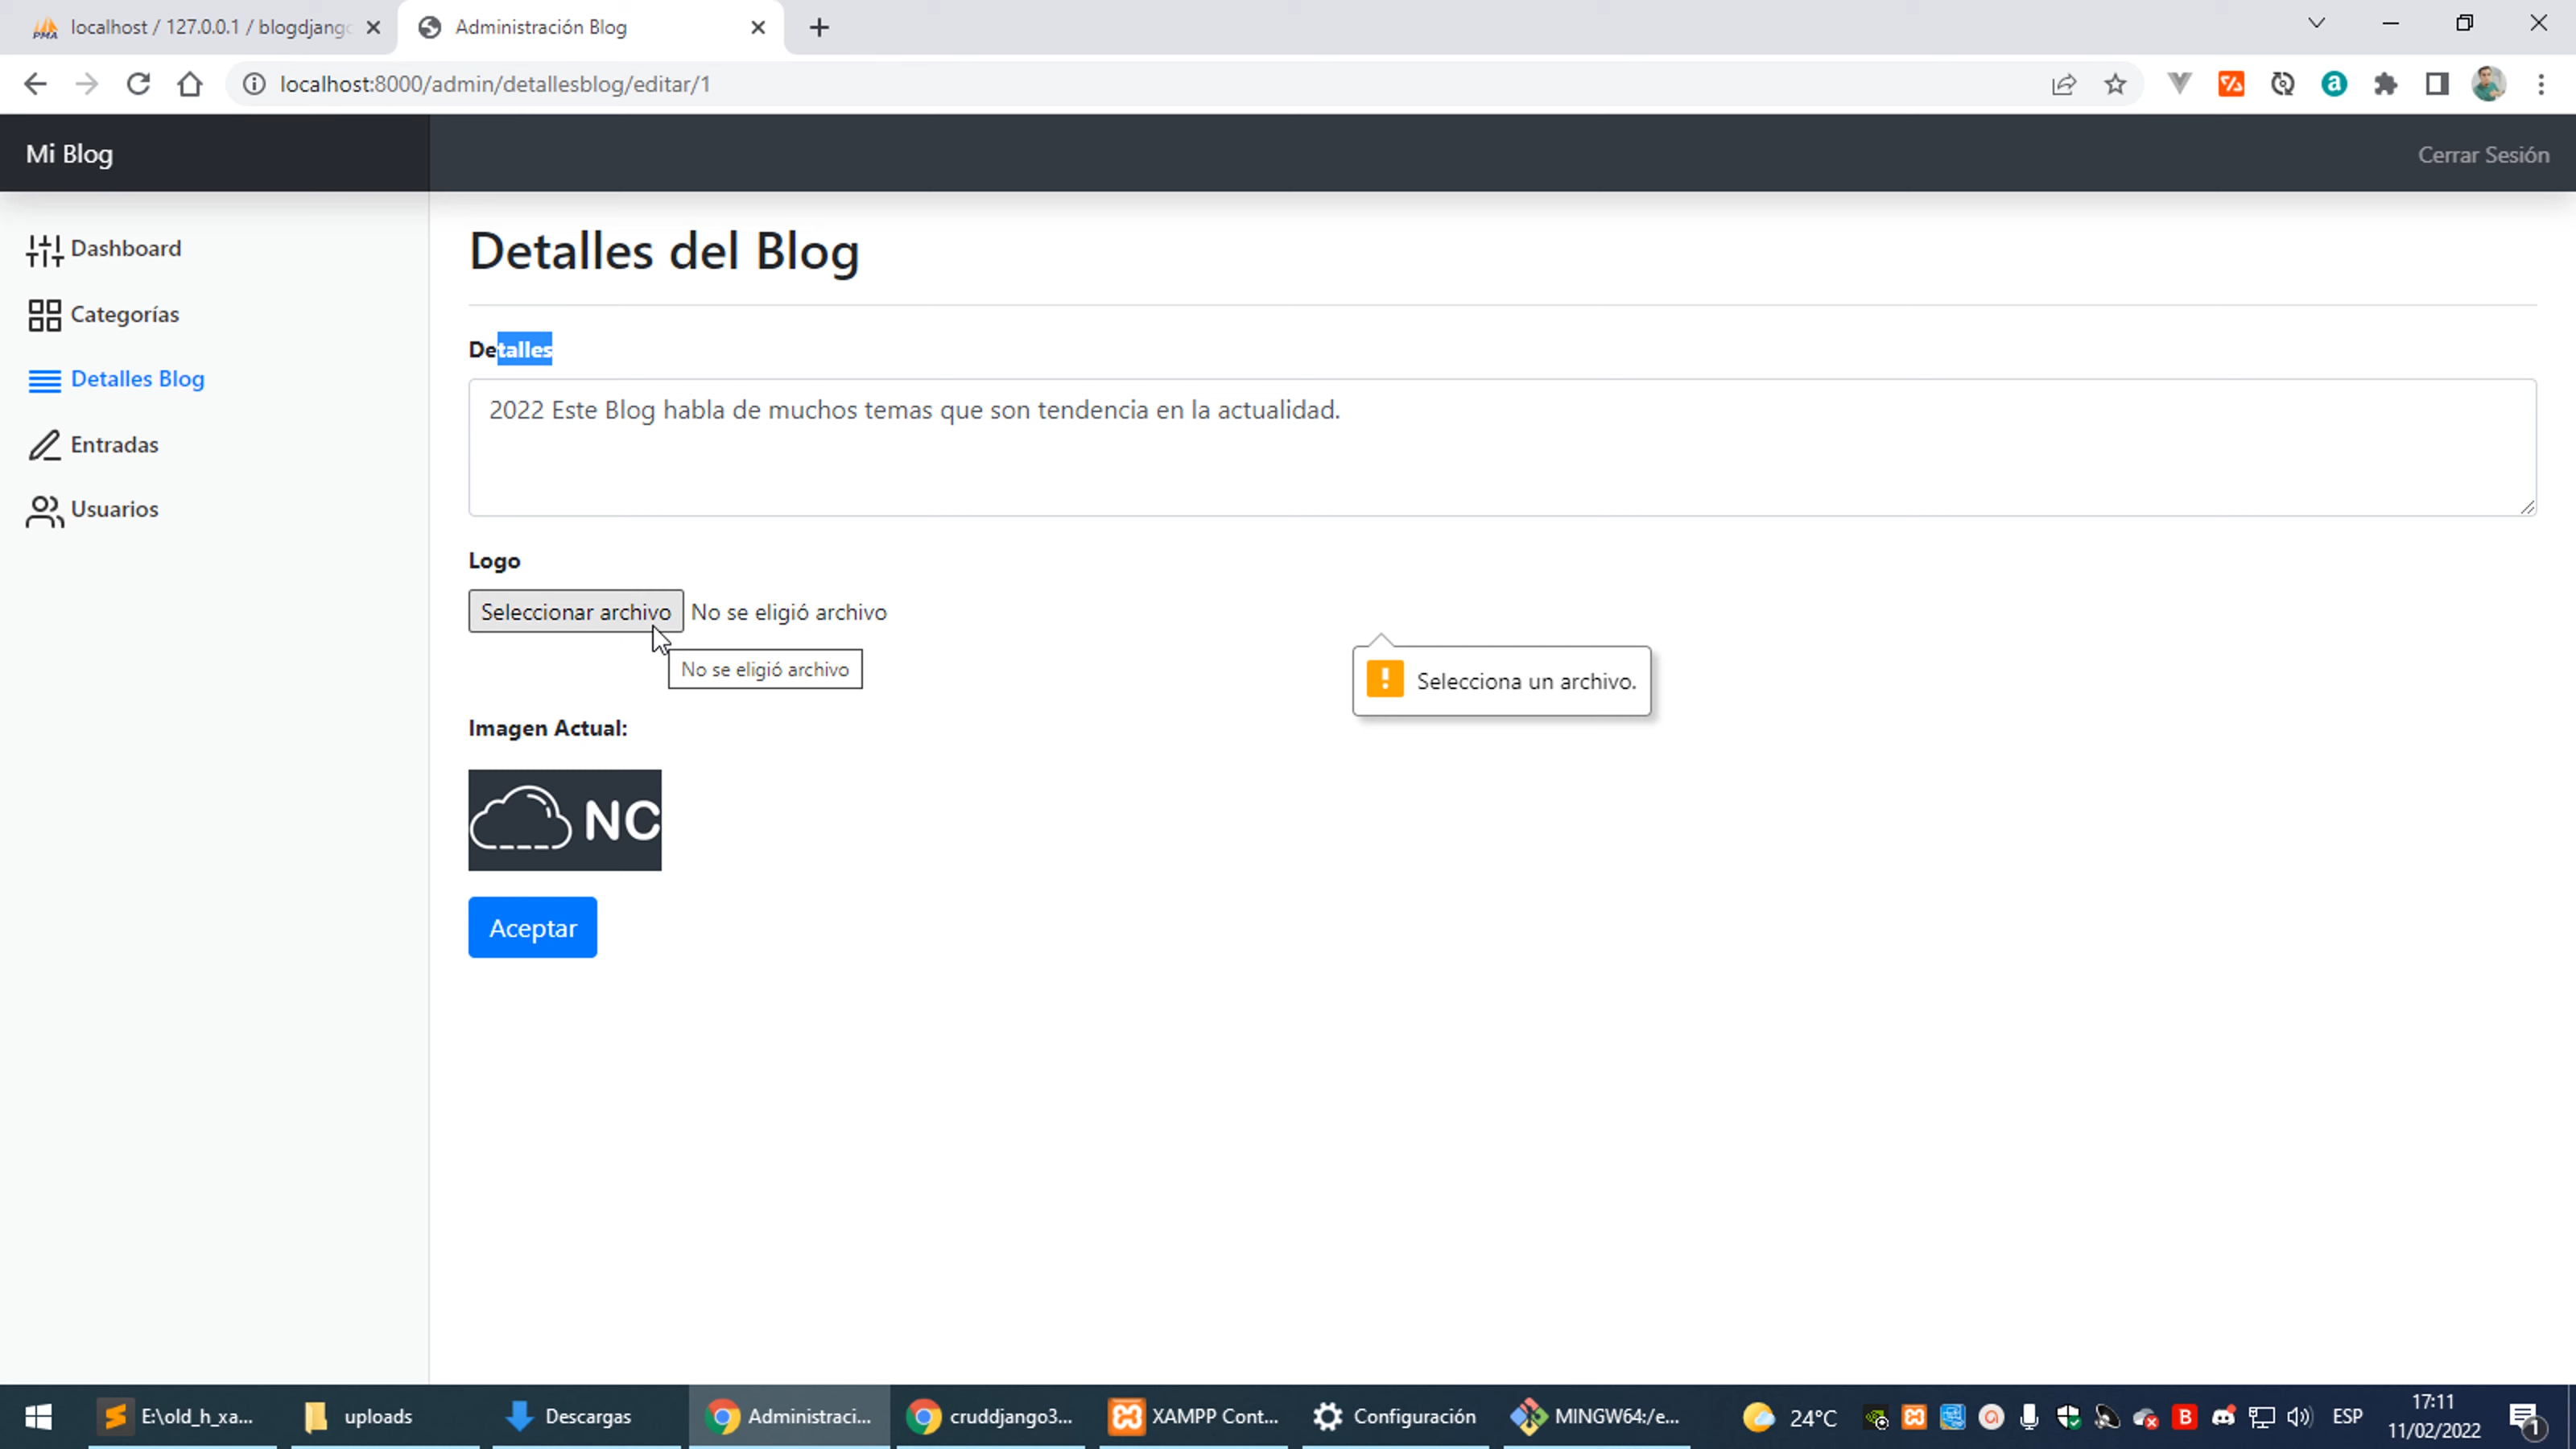 localhost / 127.0.0.1 / blogdjango
Administración Blog
localhost:8000/admin/detallesblog/editar/1
Mi Blog
Cerrar Sesión
Dashboard
Categorías
Detalles Blog
Entradas
Usuarios
Detalles del Blog
Detalles
2022 Este Blog habla de muchos temas que son tendencia en la actualidad.
Logo
Seleccionar archivo No se eligió archivo
No se eligió archivo
Selecciona un archivo.
Imagen Actual:
NC
Aceptar
E:\old_h_xa...
uploads
Descargas
Administraci...
cruddjango3...
XAMPP Cont...
Configuración
MINGW64:/e...
24°C
ESP
17:11
11/02/2022
1